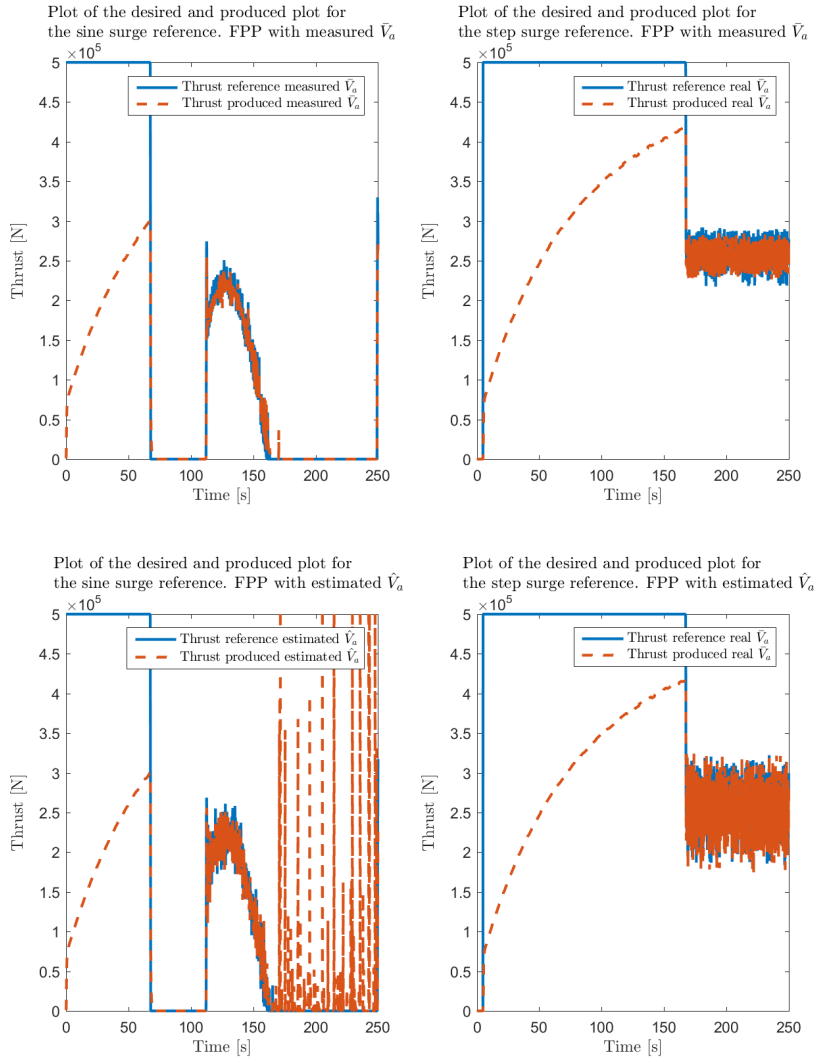 Plot of the desired and produced plot for
the sine surge reference. FPP with measured V̄a
×10⁵
5
4.5
4
3.5
3
2.5
2
1.5
1
0.5
0
Thrust [N]
Thrust reference measured V̄a
Thrust produced measured V̄a
0 50 100 150 200 250
Time [s]
Plot of the desired and produced plot for
the step surge reference. FPP with measured V̄a
×10⁵
5
4.5
4
3.5
3
2.5
2
1.5
1
0.5
0
Thrust [N]
Thrust reference real V̄a
Thrust produced real V̄a
0 50 100 150 200 250
Time [s]
Plot of the desired and produced plot for
the sine surge reference. FPP with estimated V̂a
×10⁵
5
4.5
4
3.5
3
2.5
2
1.5
1
0.5
0
Thrust [N]
Thrust reference estimated V̂a
Thrust produced estimated V̂a
0 50 100 150 200 250
Time [s]
Plot of the desired and produced plot for
the step surge reference. FPP with estimated V̂a
×10⁵
5
4.5
4
3.5
3
2.5
2
1.5
1
0.5
0
Thrust [N]
Thrust reference real V̄a
Thrust produced real V̄a
0 50 100 150 200 250
Time [s]